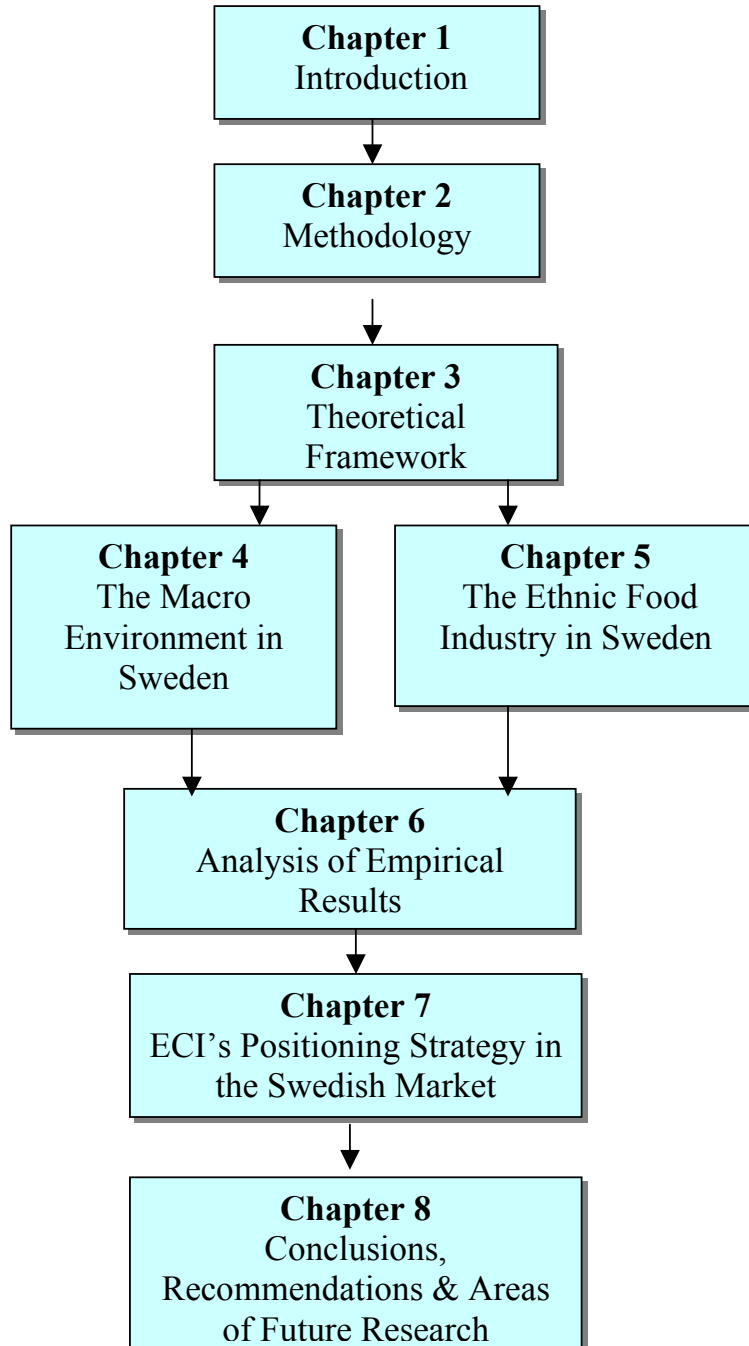 Chapter 1
Introduction
Chapter 2
Methodology
Chapter 3
Theoretical
Framework
Chapter 4
The Macro
Environment in
Sweden
Chapter 5
The Ethnic Food
Industry in Sweden
Chapter 6
Analysis of Empirical
Results
Chapter 7
ECI’s Positioning Strategy in
the Swedish Market
Chapter 8
Conclusions,
Recommendations & Areas
of Future Research